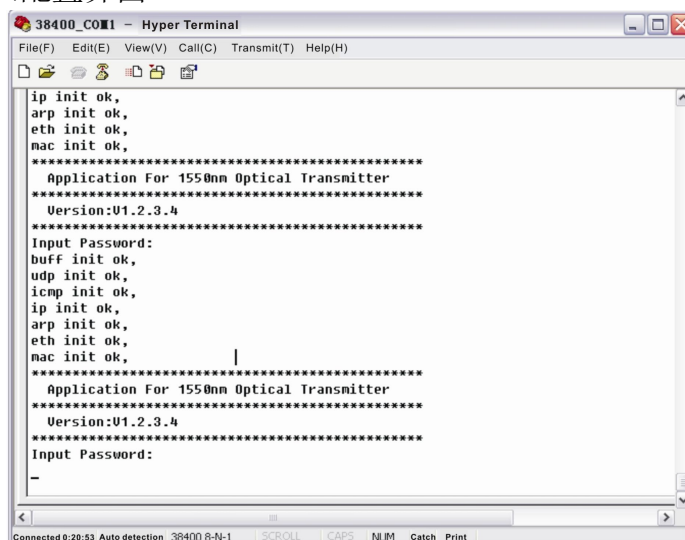 配置界面
38400_COM1 - Hyper Terminal
File(F) Edit(E) View(V) Call(C) Transmit(T) Help(H)
ip init ok,
arp init ok,
eth init ok,
mac init ok,
************************************************
Application For 1550nm Optical Transmitter
************************************************
Version:V1.2.3.4
************************************************
Input Password:
buff init ok,
udp init ok,
icmp init ok,
ip init ok,
arp init ok,
eth init ok,
mac init ok,
************************************************
Application For 1550nm Optical Transmitter
************************************************
Version:V1.2.3.4
************************************************
Input Password:
_
Connected 0:20:53 Auto detection 38400 8-N-1 SCROLL CAPS NUM Catch Print